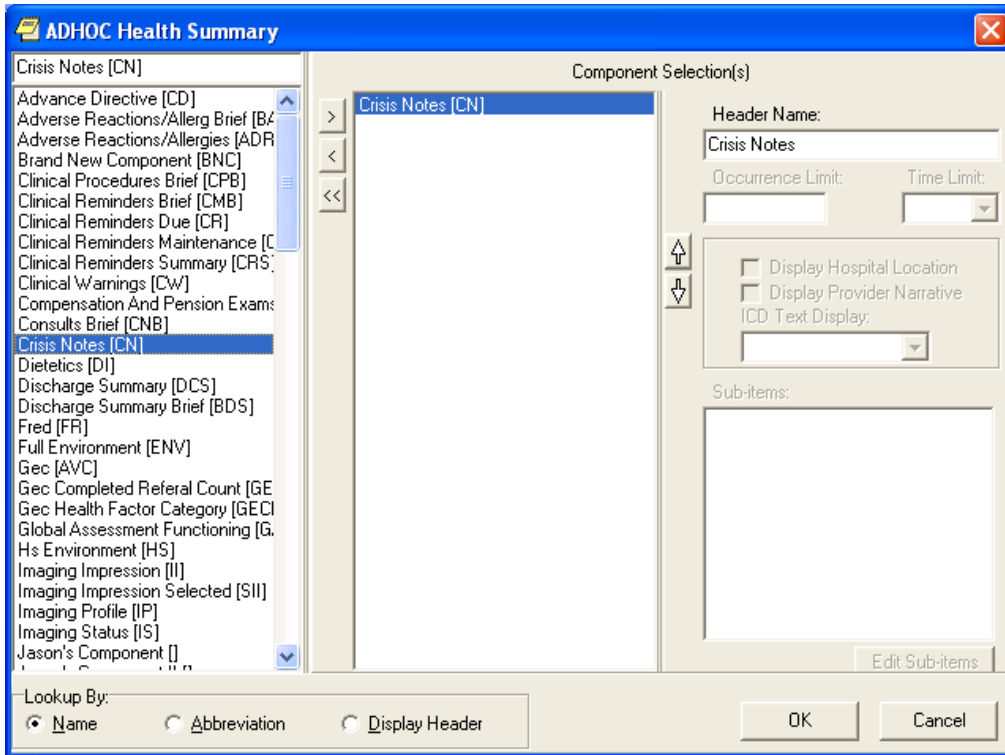 ADHOC Health Summary
Crisis Notes [CN]
Advance Directive [CD]
Adverse Reactions/Allerg Brief [BA
Adverse Reactions/Allergies [ADR
Brand New Component [BNC]
Clinical Procedures Brief [CPB]
Clinical Reminders Brief [CMB]
Clinical Reminders Due [CR]
Clinical Reminders Maintenance [C
Clinical Reminders Summary [CRS]
Clinical Warnings [CW]
Compensation And Pension Exams
Consults Brief [CNB]
Crisis Notes [CN]
Dietetics [DI]
Discharge Summary [DCS]
Discharge Summary Brief [BDS]
Fred [FR]
Full Environment [ENV]
Gec [AVC]
Gec Completed Referal Count [GE
Gec Health Factor Category [GECI
Global Assessment Functioning [G
Hs Environment [HS]
Imaging Impression [II]
Imaging Impression Selected [SII]
Imaging Profile [IP]
Imaging Status [IS]
Jason's Component []
Component Selection(s)
>
<
<<
Crisis Notes [CN]
Header Name:
Crisis Notes
Occurrence Limit: Time Limit:
Display Hospital Location
Display Provider Narrative
ICD Text Display:
Sub-items:
Edit Sub-items
Lookup By:
Name Abbreviation Display Header
OK Cancel